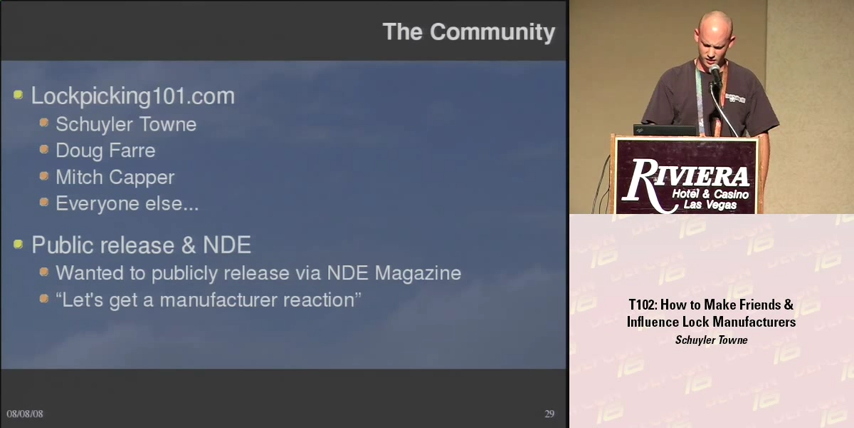 The Community
Lockpicking101.com
Schuyler Towne
Doug Farre
Mitch Capper
Everyone else...
Public release & NDE
Wanted to publicly release via NDE Magazine
“Let's get a manufacturer reaction”
08/08/08
29
RIVIERA
Hotel & Casino
Las Vegas
T102: How to Make Friends &
Influence Lock Manufacturers
Schuyler Towne